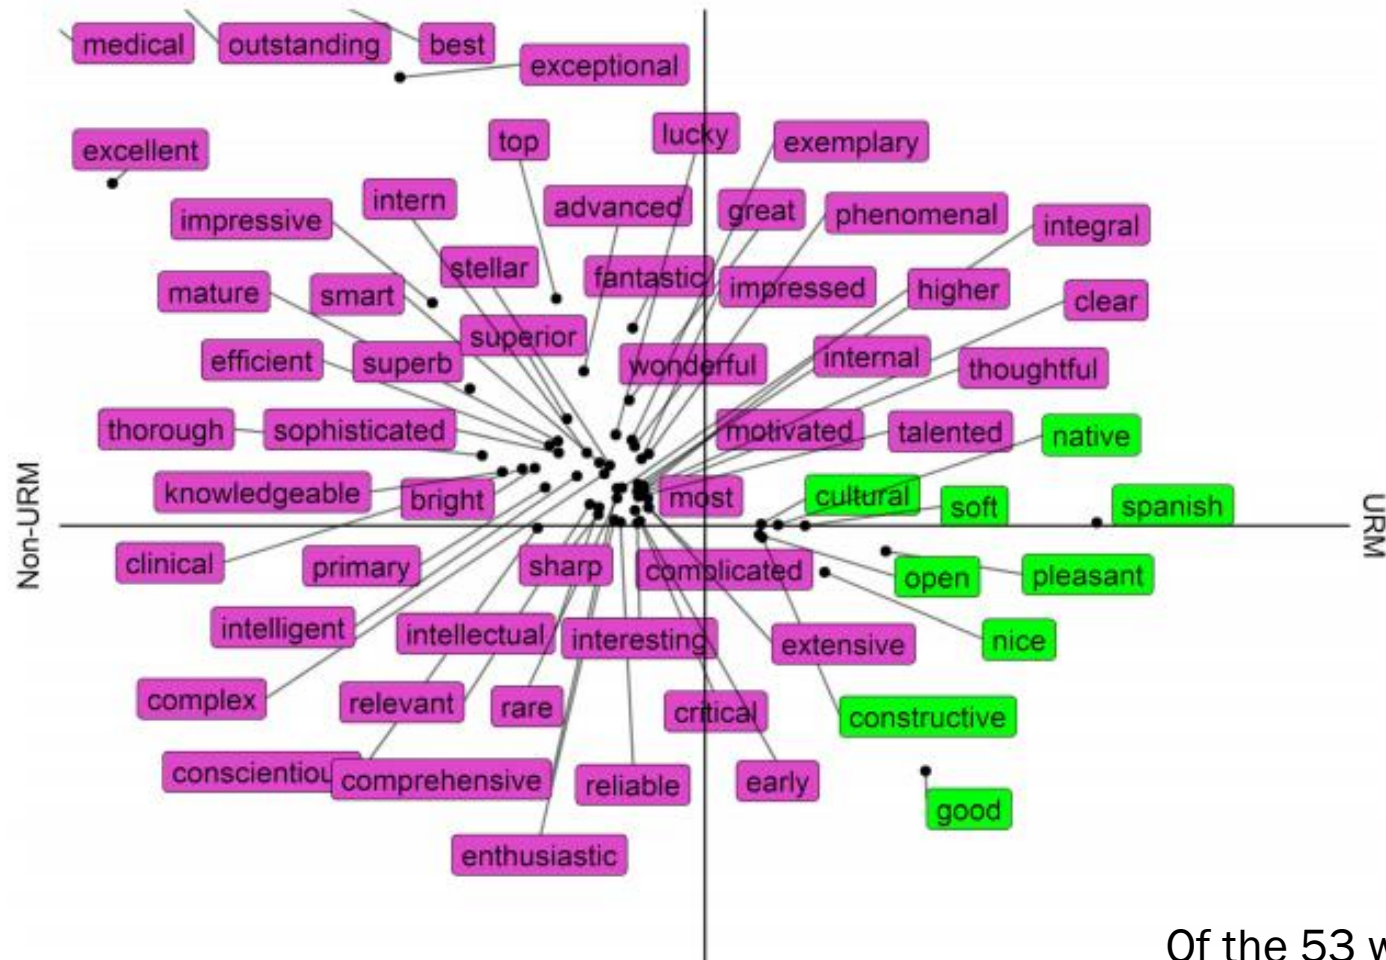 medical
outstanding
best
exceptional
lucky
exemplary
top
excellent
intern
advanced
great
phenomenal
integral
impressive
stellar
fantastic
impressed
higher
clear
mature
smart
superior
wonderful
internal
thoughtful
efficient
superb
thorough
sophisticated
motivated
talented
native
knowledgeable
bright
most
cultural
soft
spanish
Non-URM
URM
clinical
primary
sharp
complicated
open
pleasant
intelligent
intellectual
interesting
extensive
nice
complex
relevant
rare
critical
constructive
conscientiou
comprehensive
reliable
early
good
enthusiastic
Of the 53 w